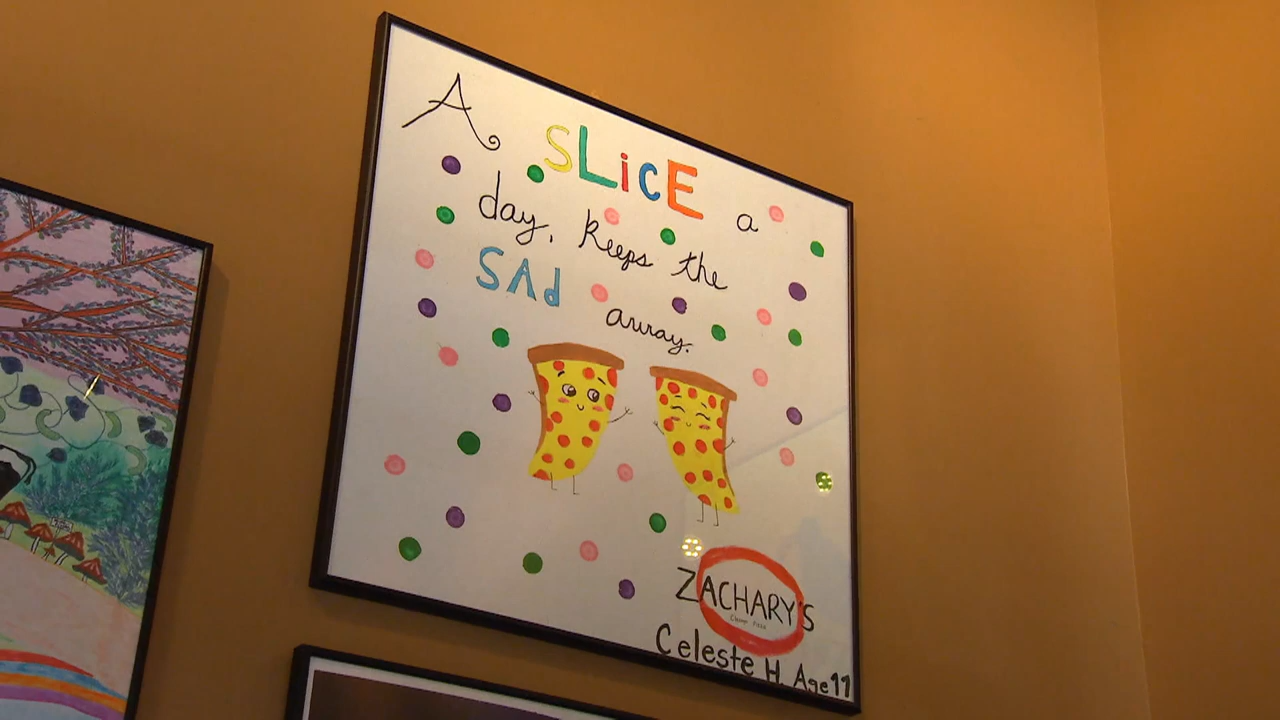 A SLicE a
day, keeps the
SAd away.
ZACHARY'S
Celeste H Age 11